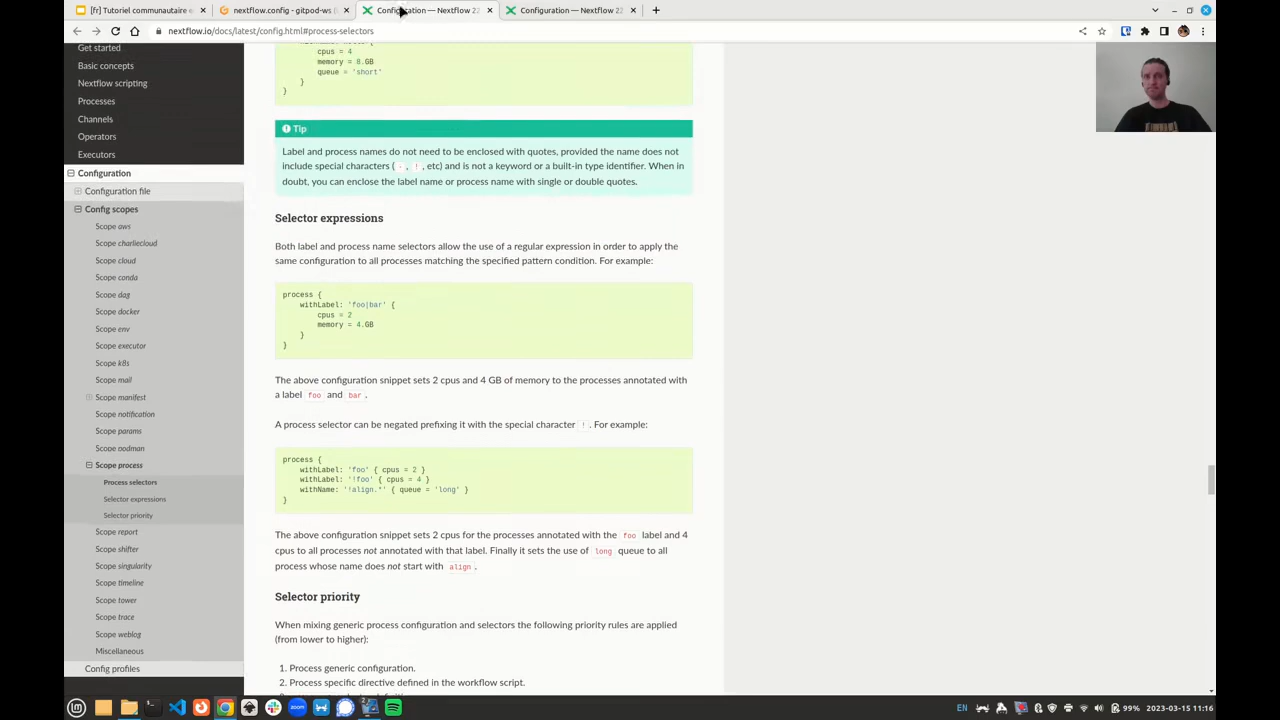 [fr] Tutoriel communautaire e
nextflow.config - gitpod-ws b
Configuration — Nextflow 22
Configuration — Nextflow 22
nextflow.io/docs/latest/config.html#process-selectors
Get started
Basic concepts
Nextflow scripting
Processes
Channels
Operators
Executors
Configuration
Configuration file
Config scopes
Scope aws
Scope charliecloud
Scope cloud
Scope conda
Scope dag
Scope docker
Scope env
Scope executor
Scope k8s
Scope mail
Scope manifest
Scope notification
Scope params
Scope podman
Scope process
Process selectors
Selector expressions
Selector priority
Scope report
Scope shifter
Scope singularity
Scope timeline
Scope tower
Scope trace
Scope weblog
Miscellaneous
Config profiles
cpus = 4
memory = 8.GB
queue = 'short'
}
}
Tip
Label and process names do not need to be enclosed with quotes, provided the name does not
include special characters ( - , ! , etc) and is not a keyword or a built-in type identifier. When in
doubt, you can enclose the label name or process name with single or double quotes.
Selector expressions
Both label and process name selectors allow the use of a regular expression in order to apply the
same configuration to all processes matching the specified pattern condition. For example:
process {
withLabel: 'foo|bar' {
cpus = 2
memory = 4.GB
}
}
The above configuration snippet sets 2 cpus and 4 GB of memory to the processes annotated with
a label foo and bar .
A process selector can be negated prefixing it with the special character ! . For example:
process {
withLabel: 'foo' { cpus = 2 }
withLabel: '!foo' { cpus = 4 }
withName: '!align.*' { queue = 'long' }
}
The above configuration snippet sets 2 cpus for the processes annotated with the foo label and 4
cpus to all processes not annotated with that label. Finally it sets the use of long queue to all
process whose name does not start with align .
Selector priority
When mixing generic process configuration and selectors the following priority rules are applied
(from lower to higher):
1. Process generic configuration.
2. Process specific directive defined in the workflow script.
zoom
EN
99%
2023-03-15 11:16